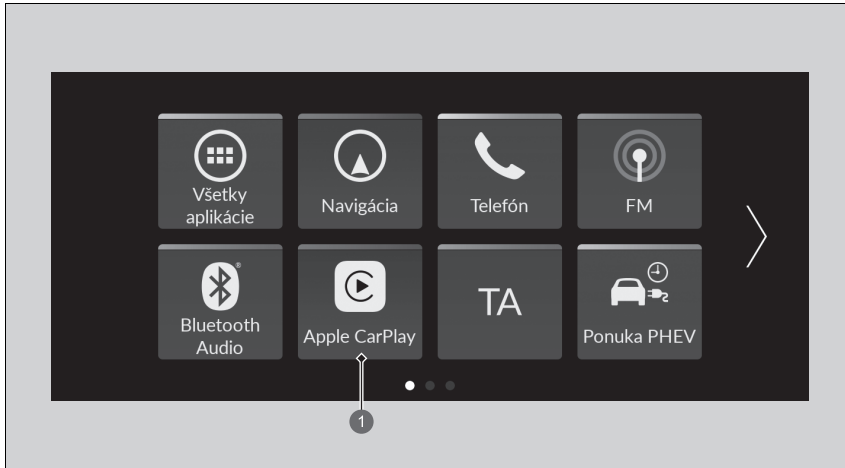 Všetky
aplikácie
Navigácia
Telefón
FM
Bluetooth
Audio
Apple CarPlay
TA
Ponuka PHEV
1